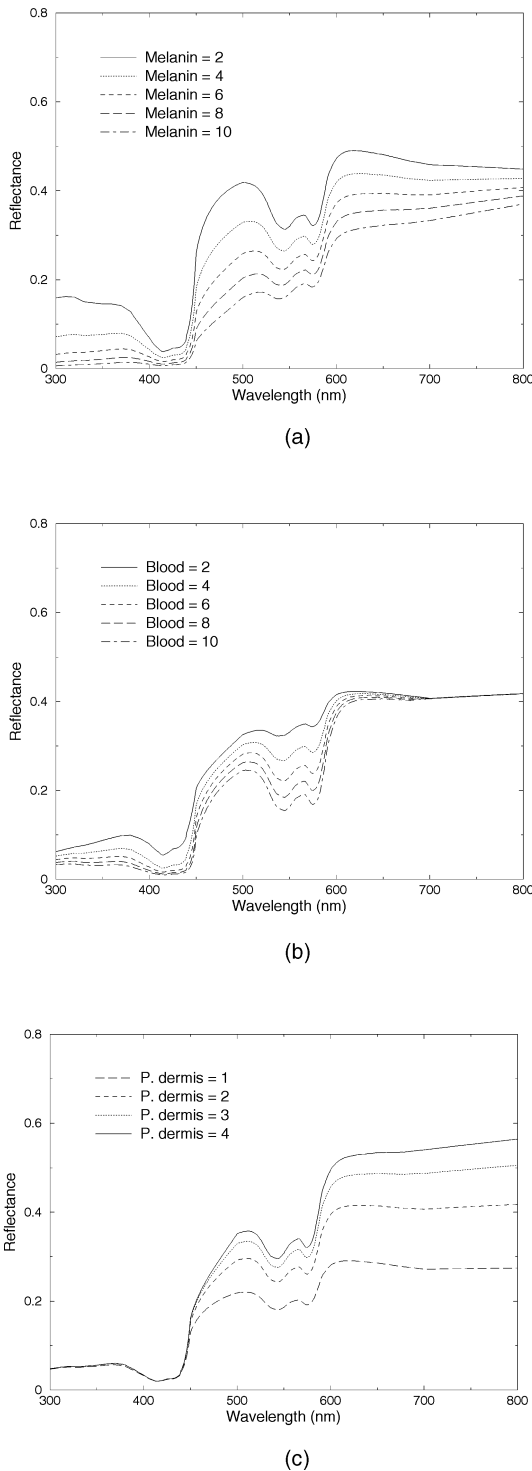 0.8
Melanin = 2
Melanin = 4
0.6
Melanin = 6
Melanin = 8
Melanin = 10
Reflectance
0.4
0.2
0
300 400 500 600 700 800
Wavelength (nm)
(a)
0.8
Blood = 2
Blood = 4
0.6
Blood = 6
Blood = 8
Blood = 10
Reflectance
0.4
0.2
0
300 400 500 600 700 800
Wavelength (nm)
(b)
0.8
P. dermis = 1
P. dermis = 2
P. dermis = 3
0.6
P. dermis = 4
Reflectance
0.4
0.2
0
300 400 500 600 700 800
Wavelength (nm)
(c)